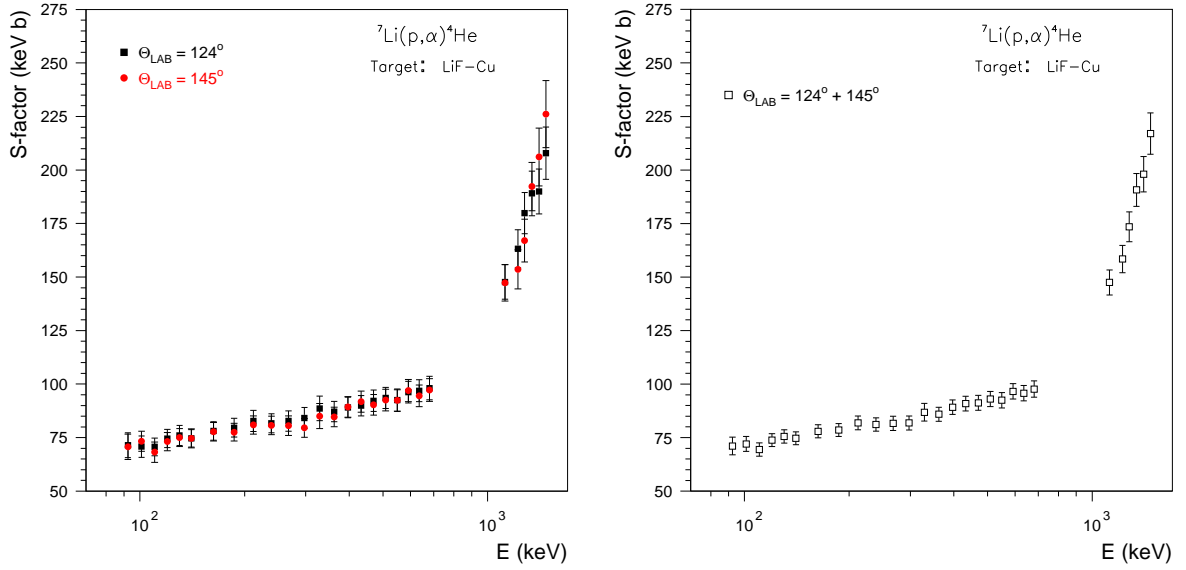 S-factor (keV b)
275
250
225
200
175
150
125
100
75
50
⁷Li(p,α)⁴He
Target: LiF-Cu
Θ_LAB = 124°
Θ_LAB = 145°
10²
10³
E (keV)
S-factor (keV b)
275
250
225
200
175
150
125
100
75
50
⁷Li(p,α)⁴He
Target: LiF-Cu
Θ_LAB = 124° + 145°
10²
10³
E (keV)